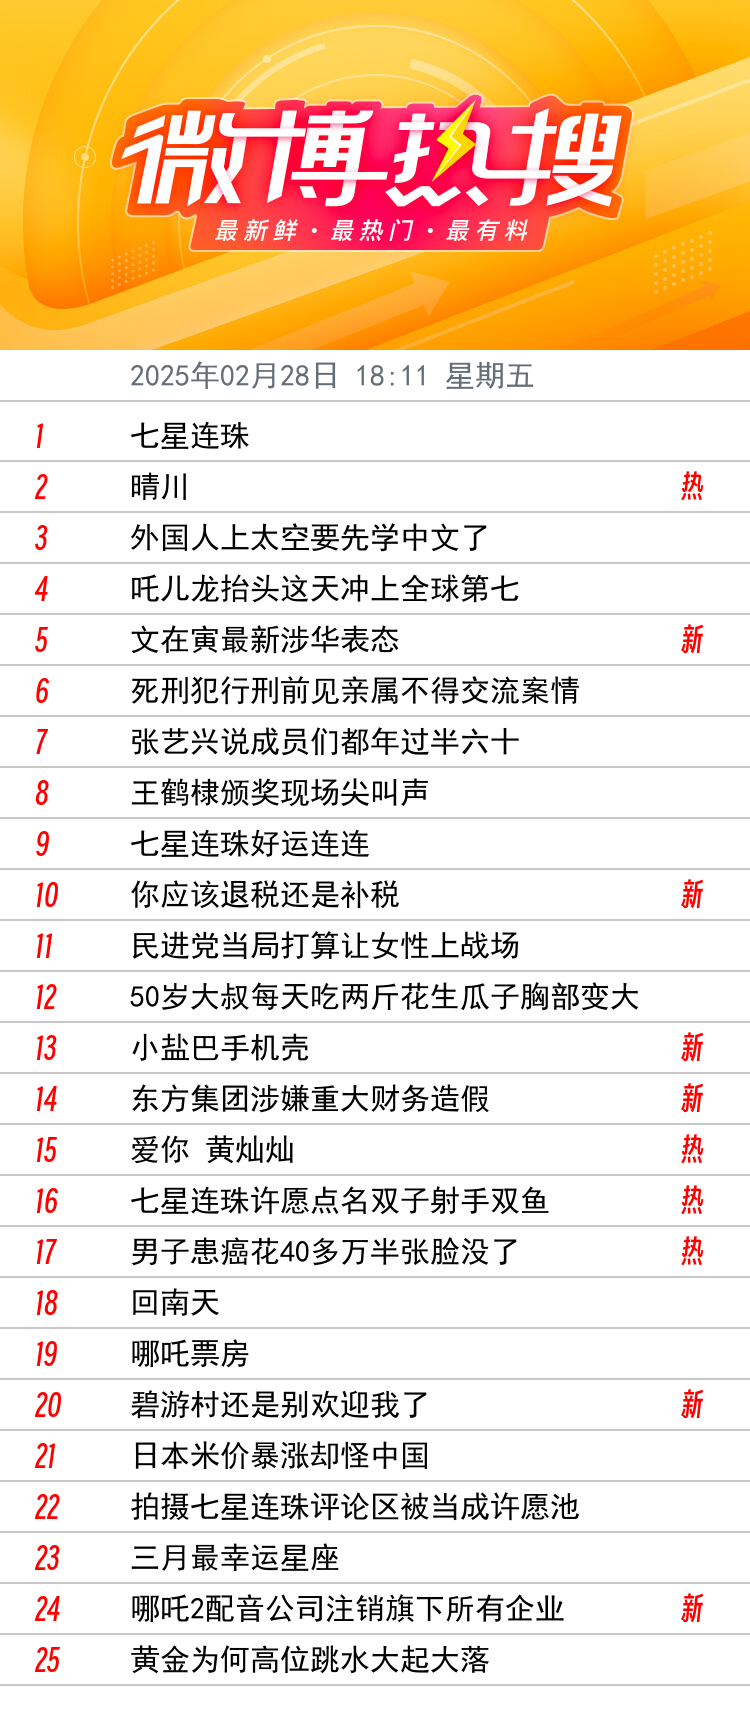 微博热搜
最新鲜·最热门·最有料
2025年02月28日 18:11 星期五
1 七星连珠
2 晴川 热
3 外国人上太空要先学中文了
4 吒儿龙抬头这天冲上全球第七
5 文在寅最新涉华表态 新
6 死刑犯行刑前见亲属不得交流案情
7 张艺兴说成员们都年过半六十
8 王鹤棣颁奖现场尖叫声
9 七星连珠好运连连
10 你应该退税还是补税 新
11 民进党当局打算让女性上战场
12 50岁大叔每天吃两斤花生瓜子胸部变大
13 小盐巴手机壳 新
14 东方集团涉嫌重大财务造假 新
15 爱你 黄灿灿 热
16 七星连珠许愿点名双子射手双鱼 热
17 男子患癌花40多万半张脸没了 热
18 回南天
19 哪吒票房
20 碧游村还是别欢迎我了 新
21 日本米价暴涨却怪中国
22 拍摄七星连珠评论区被当成许愿池
23 三月最幸运星座
24 哪吒2配音公司注销旗下所有企业 新
25 黄金为何高位跳水大起大落